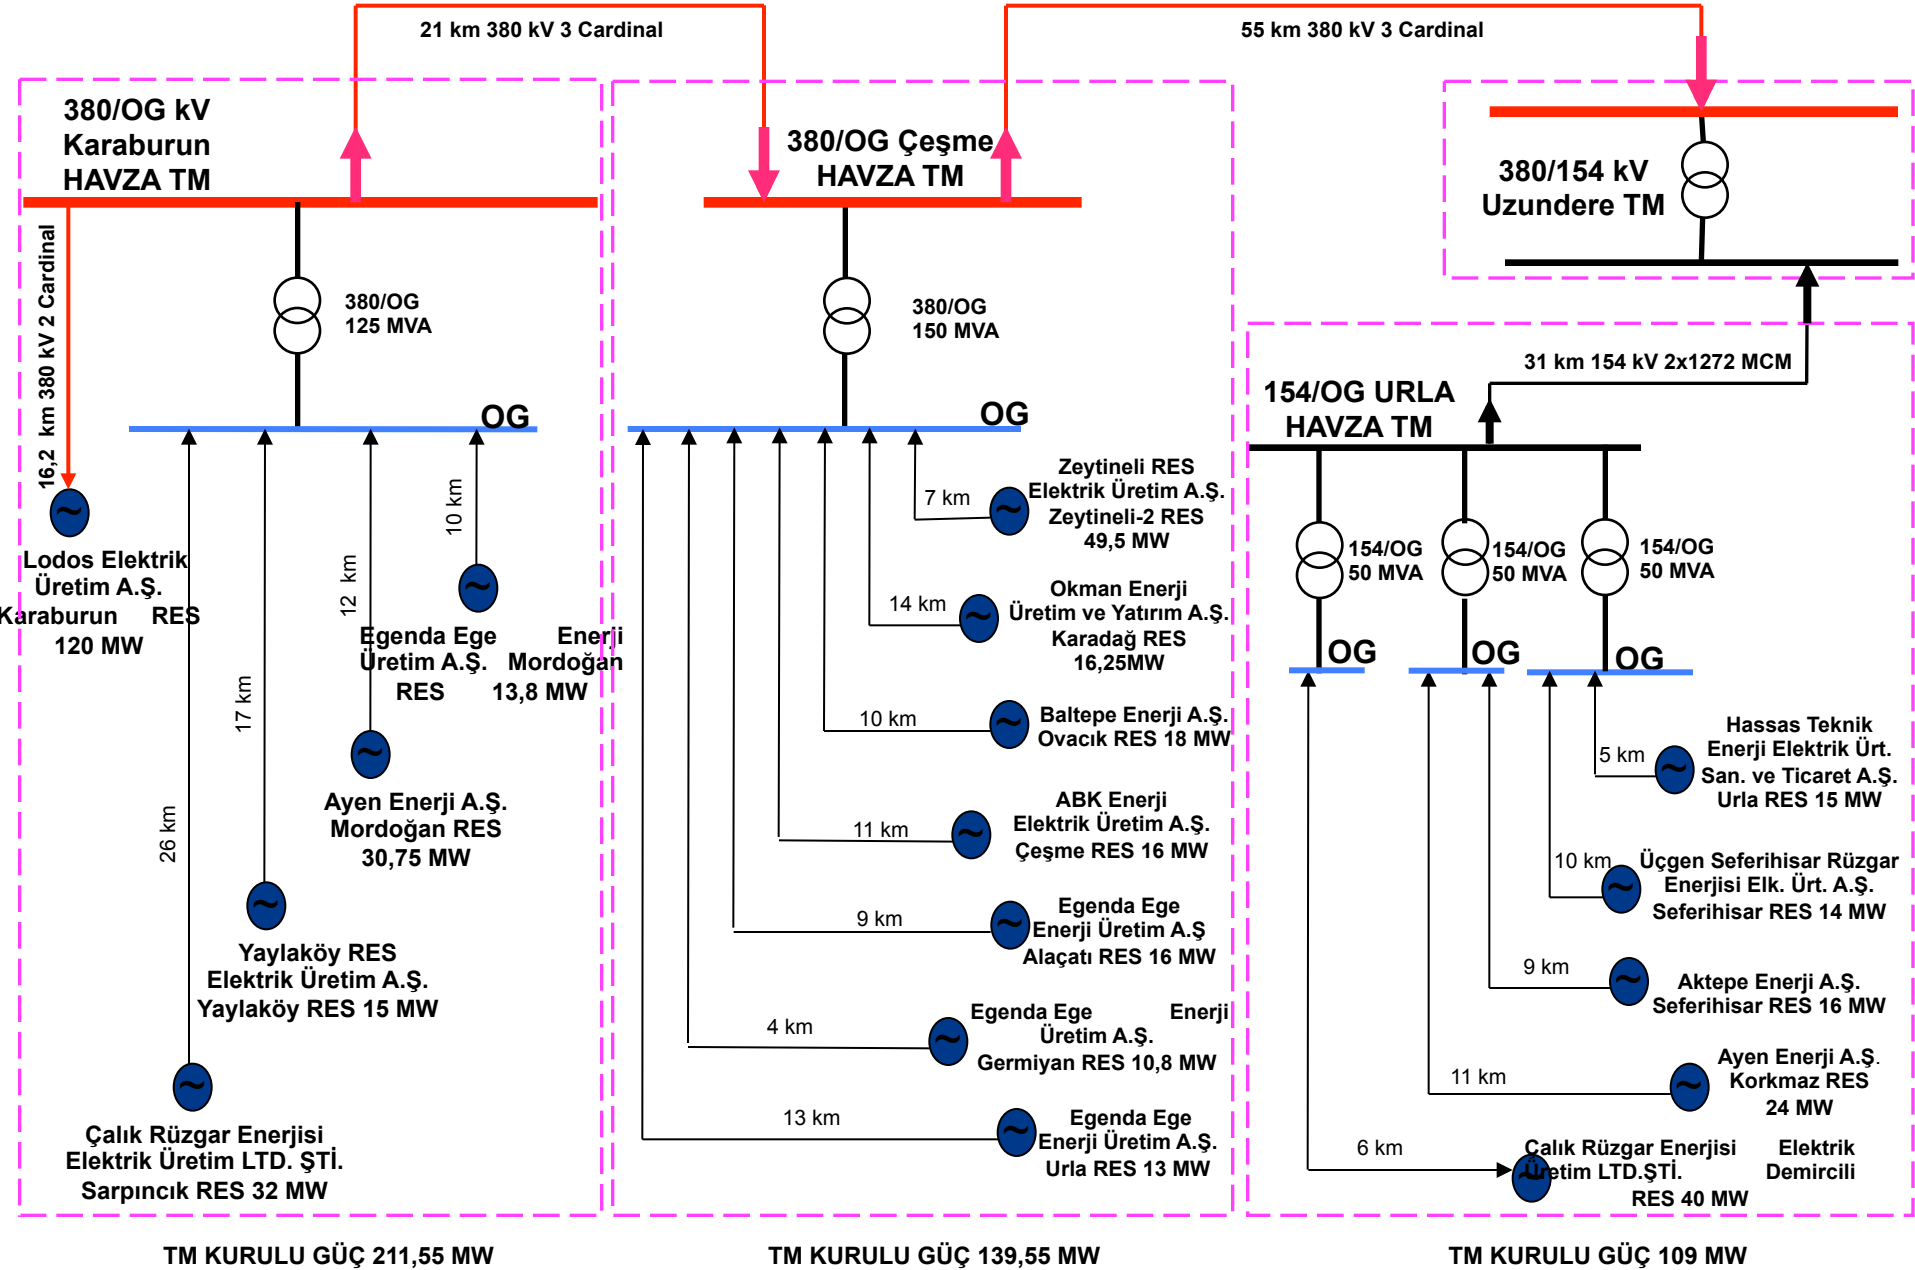 21 km 380 kV 3 Cardinal
55 km 380 kV 3 Cardinal
380/OG kV
Karaburun
HAVZA TM
16,2 km 380 kV 2 Cardinal
380/OG
125 MVA
OG
Lodos Elektrik
Üretim A.Ş.
Karaburun RES
120 MW
10 km
12 km
17 km
26 km
Egenda Ege Enerji
Üretim A.Ş. Mordoğan
RES 13,8 MW
Ayen Enerji A.Ş.
Mordoğan RES
30,75 MW
Yaylaköy RES
Elektrik Üretim A.Ş.
Yaylaköy RES 15 MW
Çalık Rüzgar Enerjisi
Elektrik Üretim LTD. ŞTİ.
Sarpıncık RES 32 MW
TM KURULU GÜÇ 211,55 MW
380/OG Çeşme
HAVZA TM
380/OG
150 MVA
OG
7 km
Zeytineli RES
Elektrik Üretim A.Ş.
Zeytineli-2 RES
49,5 MW
14 km
Okman Enerji
Üretim ve Yatırım A.Ş.
Karadağ RES
16,25MW
10 km
Baltepe Enerji A.Ş.
Ovacık RES 18 MW
11 km
ABK Enerji
Elektrik Üretim A.Ş.
Çeşme RES 16 MW
9 km
Egenda Ege
Enerji Üretim A.Ş
Alaçatı RES 16 MW
4 km
Egenda Ege Enerji
Üretim A.Ş.
Germiyan RES 10,8 MW
13 km
Egenda Ege
Enerji Üretim A.Ş.
Urla RES 13 MW
TM KURULU GÜÇ 139,55 MW
380/154 kV
Uzundere TM
31 km 154 kV 2x1272 MCM
154/OG URLA
HAVZA TM
154/OG
50 MVA
154/OG
50 MVA
154/OG
50 MVA
OG
OG
OG
5 km
Hassas Teknik
Enerji Elektrik Ürt.
San. ve Ticaret A.Ş.
Urla RES 15 MW
10 km
Üçgen Seferihisar Rüzgar
Enerjisi Elk. Ürt. A.Ş.
Seferihisar RES 14 MW
9 km
Aktepe Enerji A.Ş.
Seferihisar RES 16 MW
11 km
Ayen Enerji A.Ş.
Korkmaz RES
24 MW
6 km
Çalık Rüzgar Enerjisi Elektrik
Üretim LTD.ŞTİ. Demircili
RES 40 MW
TM KURULU GÜÇ 109 MW